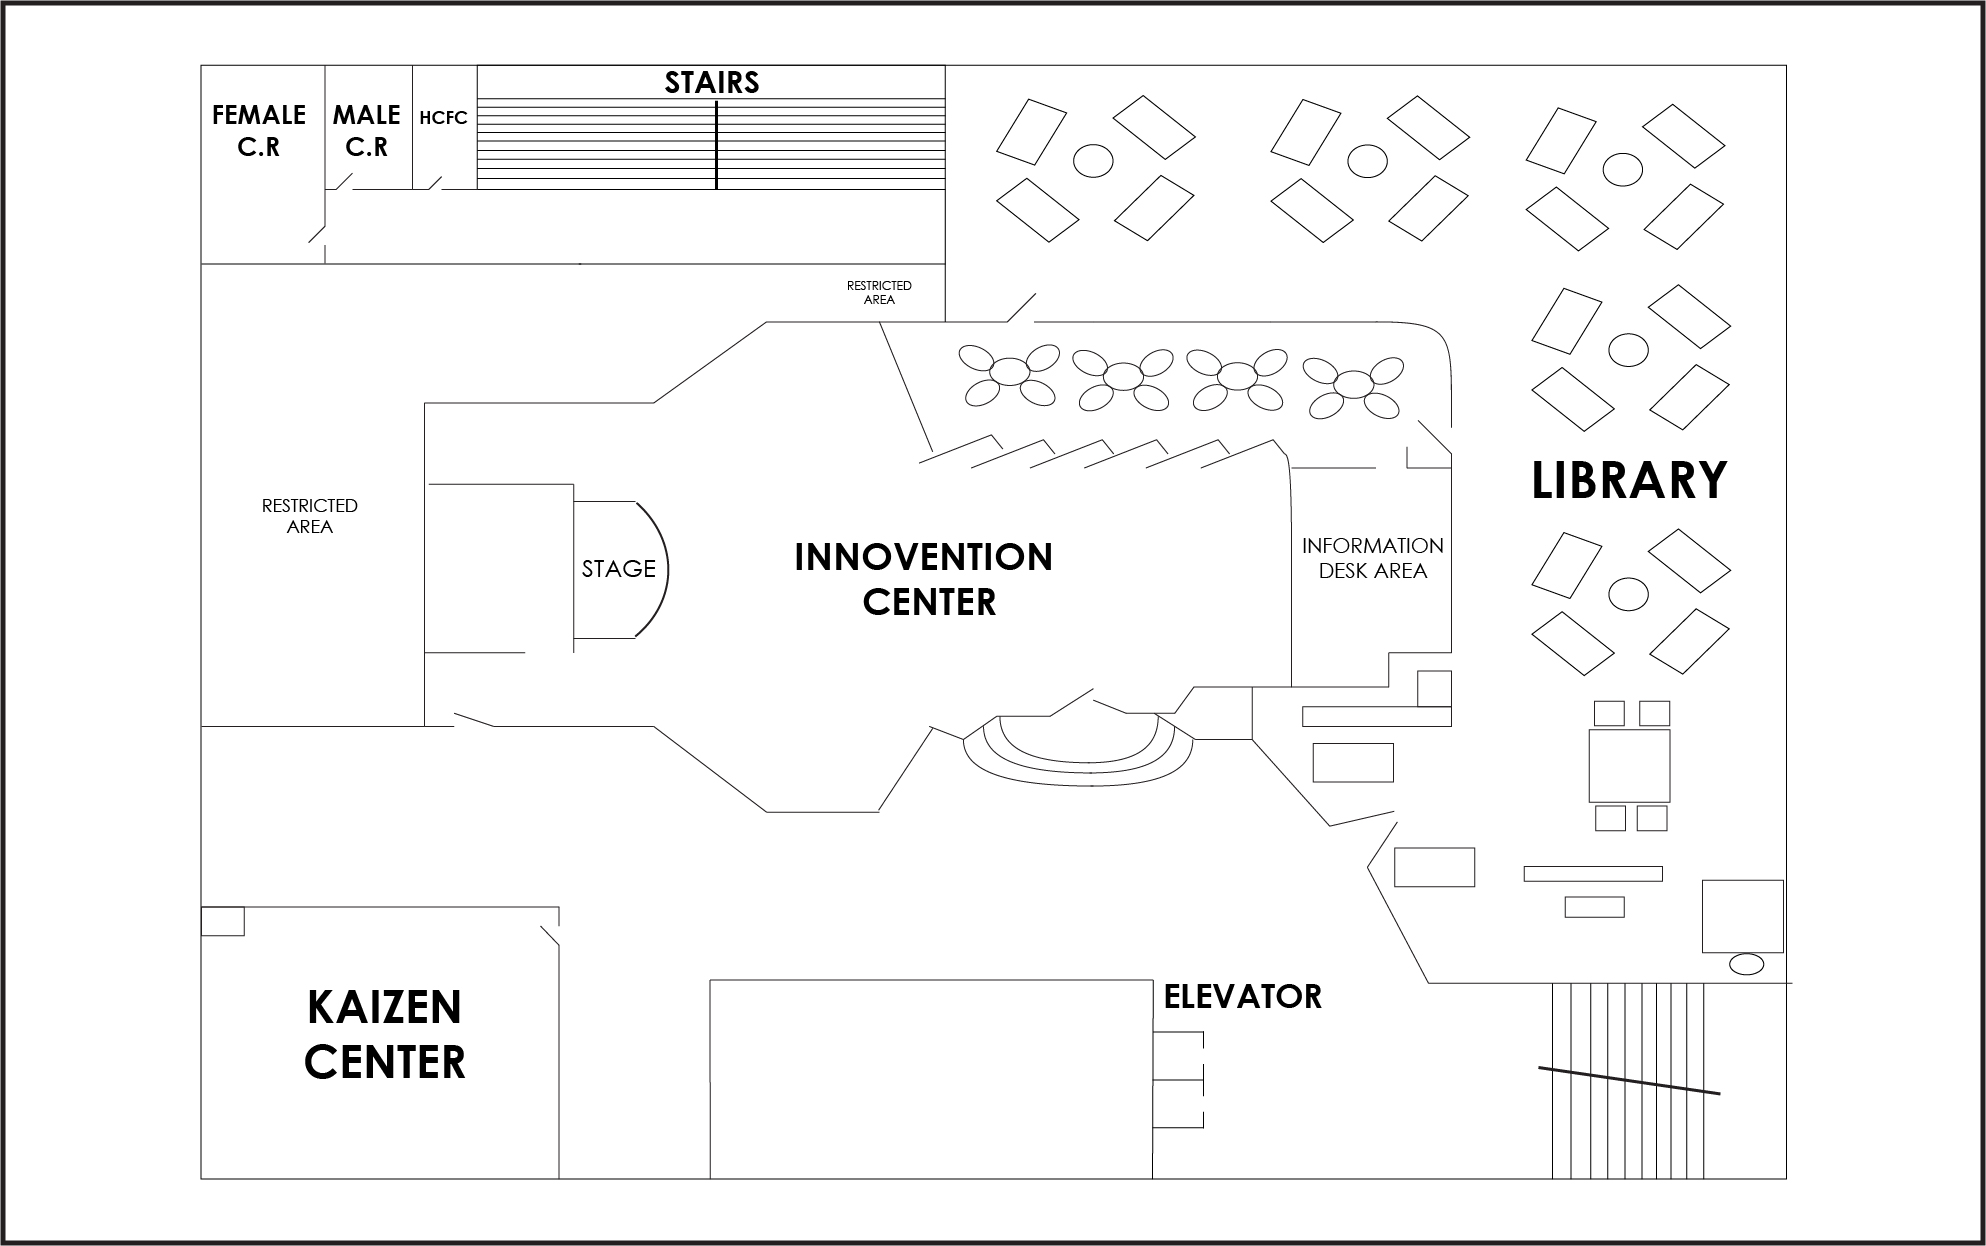 STAIRS
FEMALE
C.R
MALE
C.R
HCFC
RESTRICTED
AREA
LIBRARY
RESTRICTED
AREA
STAGE
INNOVENTION
CENTER
INFORMATION
DESK AREA
KAIZEN
CENTER
ELEVATOR